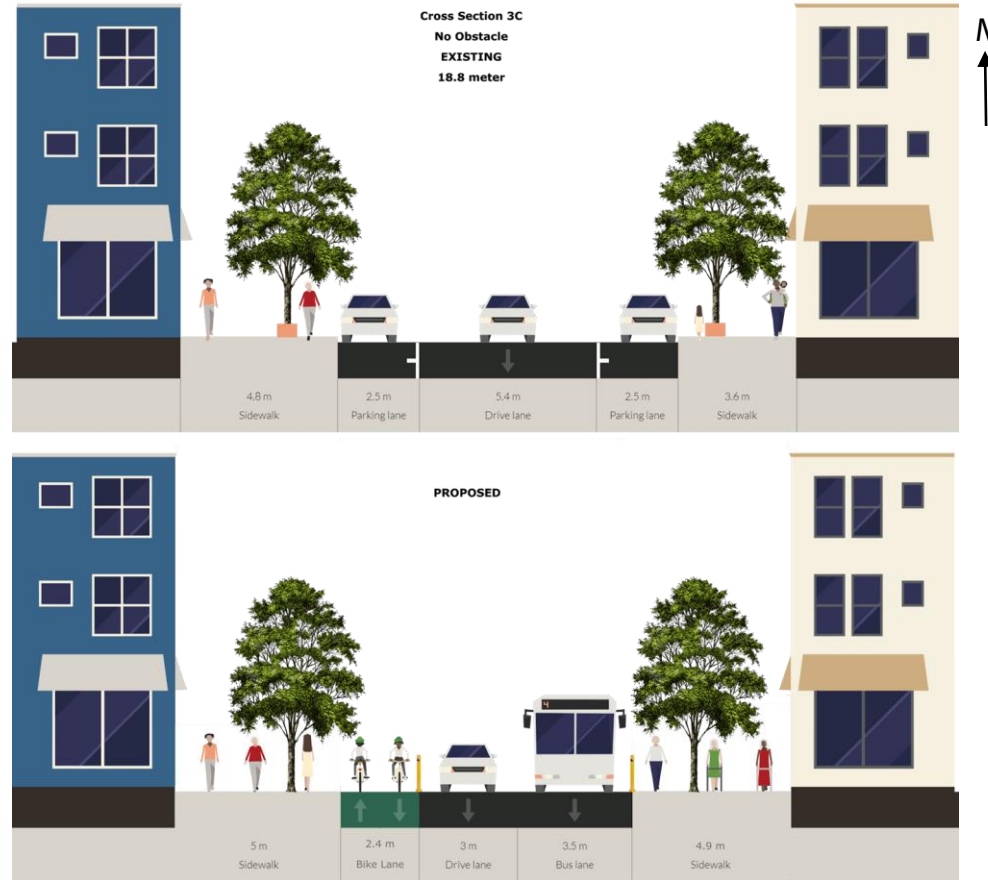 Cross Section 3C
No Obstacle
EXISTING
18.8 meter
N
4.8 m
Sidewalk
2.5 m
Parking lane
5.4 m
Drive lane
2.5 m
Parking lane
3.6 m
Sidewalk
PROPOSED
4
5 m
Sidewalk
2.4 m
Bike Lane
3 m
Drive lane
3.5 m
Bus lane
4.9 m
Sidewalk